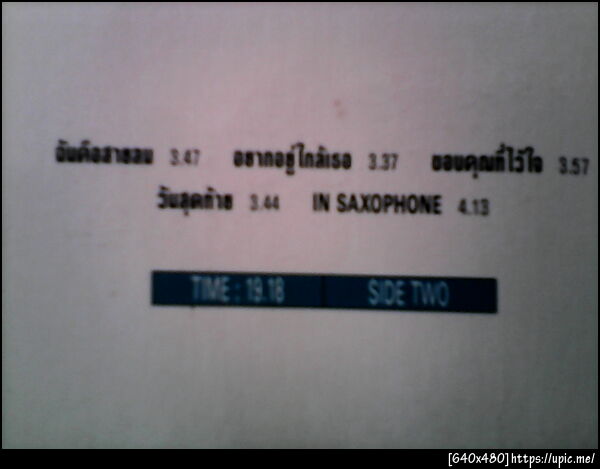 ฉันคือสายลม 3.47 อยากอยู่ใกล้เธอ 3.37 ขอบคุณที่ไว้ใจ 3.57
วันสุดท้าย 3.44 IN SAXOPHONE 4.13
TIME : 19.18 SIDE TWO
[640x480]https://upic.me/